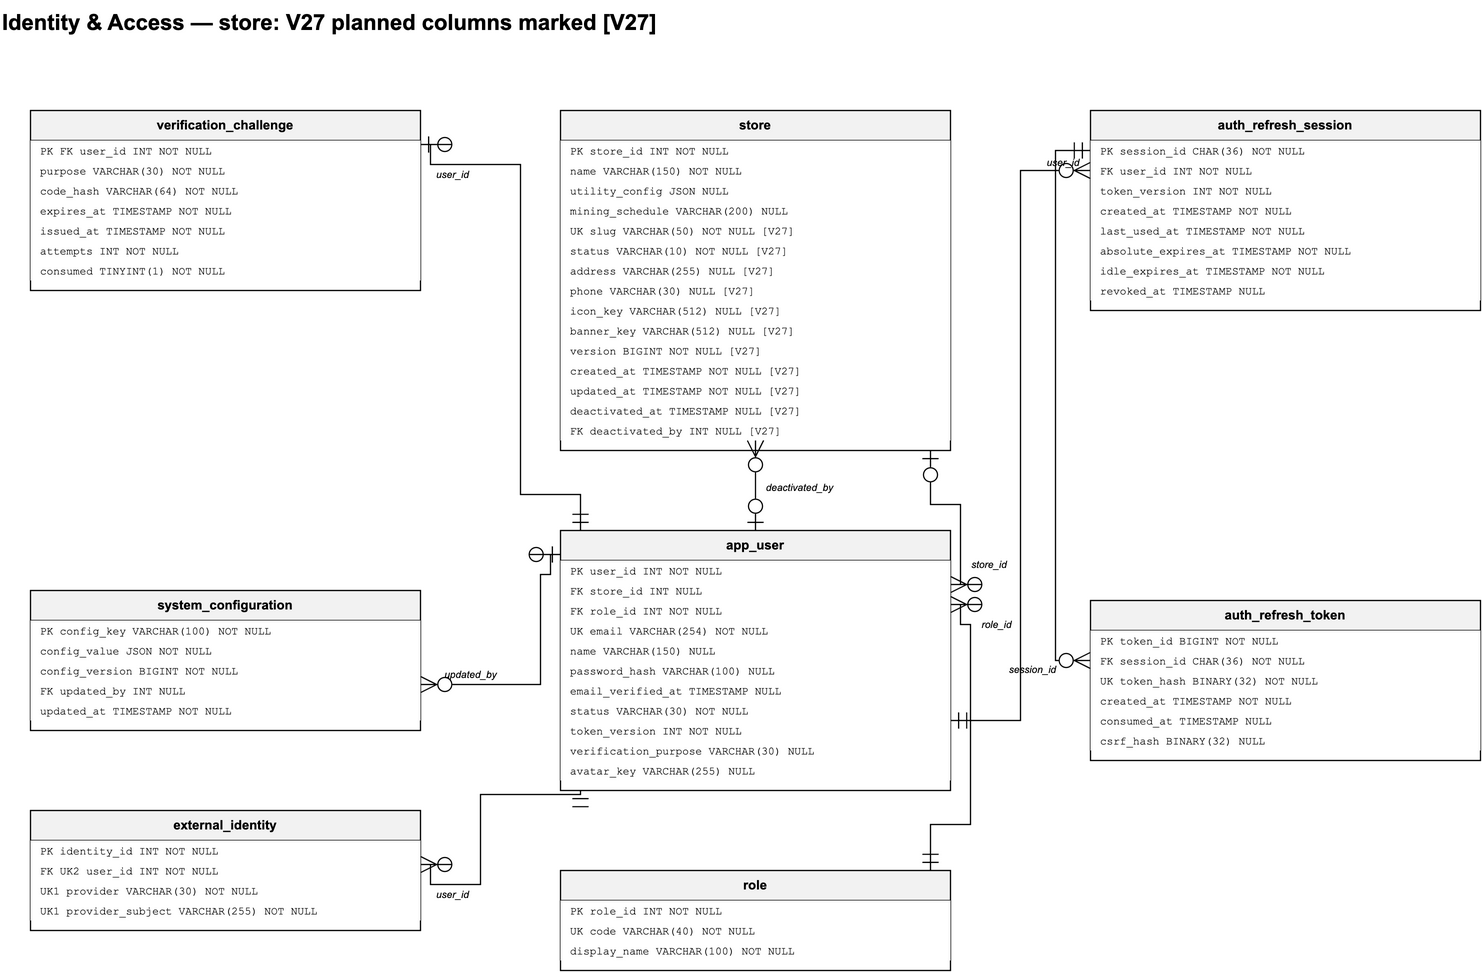 Identity & Access — store: V27 planned columns marked [V27]
verification_challenge
PK FK user_id INT NOT NULL
purpose VARCHAR(30) NOT NULL
code_hash VARCHAR(64) NOT NULL
expires_at TIMESTAMP NOT NULL
issued_at TIMESTAMP NOT NULL
attempts INT NOT NULL
consumed TINYINT(1) NOT NULL
user_id
store
PK store_id INT NOT NULL
name VARCHAR(150) NOT NULL
utility_config JSON NULL
mining_schedule VARCHAR(200) NULL
UK slug VARCHAR(50) NOT NULL [V27]
status VARCHAR(10) NOT NULL [V27]
address VARCHAR(255) NULL [V27]
phone VARCHAR(30) NULL [V27]
icon_key VARCHAR(512) NULL [V27]
banner_key VARCHAR(512) NULL [V27]
version BIGINT NOT NULL [V27]
created_at TIMESTAMP NOT NULL [V27]
updated_at TIMESTAMP NOT NULL [V27]
deactivated_at TIMESTAMP NULL [V27]
FK deactivated_by INT NULL [V27]
deactivated_by
auth_refresh_session
PK session_id CHAR(36) NOT NULL
FK user_id INT NOT NULL
token_version INT NOT NULL
created_at TIMESTAMP NOT NULL
last_used_at TIMESTAMP NOT NULL
absolute_expires_at TIMESTAMP NOT NULL
idle_expires_at TIMESTAMP NOT NULL
revoked_at TIMESTAMP NULL
user_id
system_configuration
PK config_key VARCHAR(100) NOT NULL
config_value JSON NOT NULL
config_version BIGINT NOT NULL
FK updated_by INT NULL
updated_at TIMESTAMP NOT NULL
updated_by
app_user
PK user_id INT NOT NULL
FK store_id INT NULL
FK role_id INT NOT NULL
UK email VARCHAR(254) NOT NULL
name VARCHAR(150) NULL
password_hash VARCHAR(100) NULL
email_verified_at TIMESTAMP NULL
status VARCHAR(30) NOT NULL
token_version INT NOT NULL
verification_purpose VARCHAR(30) NULL
avatar_key VARCHAR(255) NULL
store_id
role_id
auth_refresh_token
PK token_id BIGINT NOT NULL
FK session_id CHAR(36) NOT NULL
UK token_hash BINARY(32) NOT NULL
created_at TIMESTAMP NOT NULL
consumed_at TIMESTAMP NULL
csrf_hash BINARY(32) NULL
session_id
external_identity
PK identity_id INT NOT NULL
FK UK2 user_id INT NOT NULL
UK1 provider VARCHAR(30) NOT NULL
UK1 provider_subject VARCHAR(255) NOT NULL
user_id
role
PK role_id INT NOT NULL
UK code VARCHAR(40) NOT NULL
display_name VARCHAR(100) NOT NULL